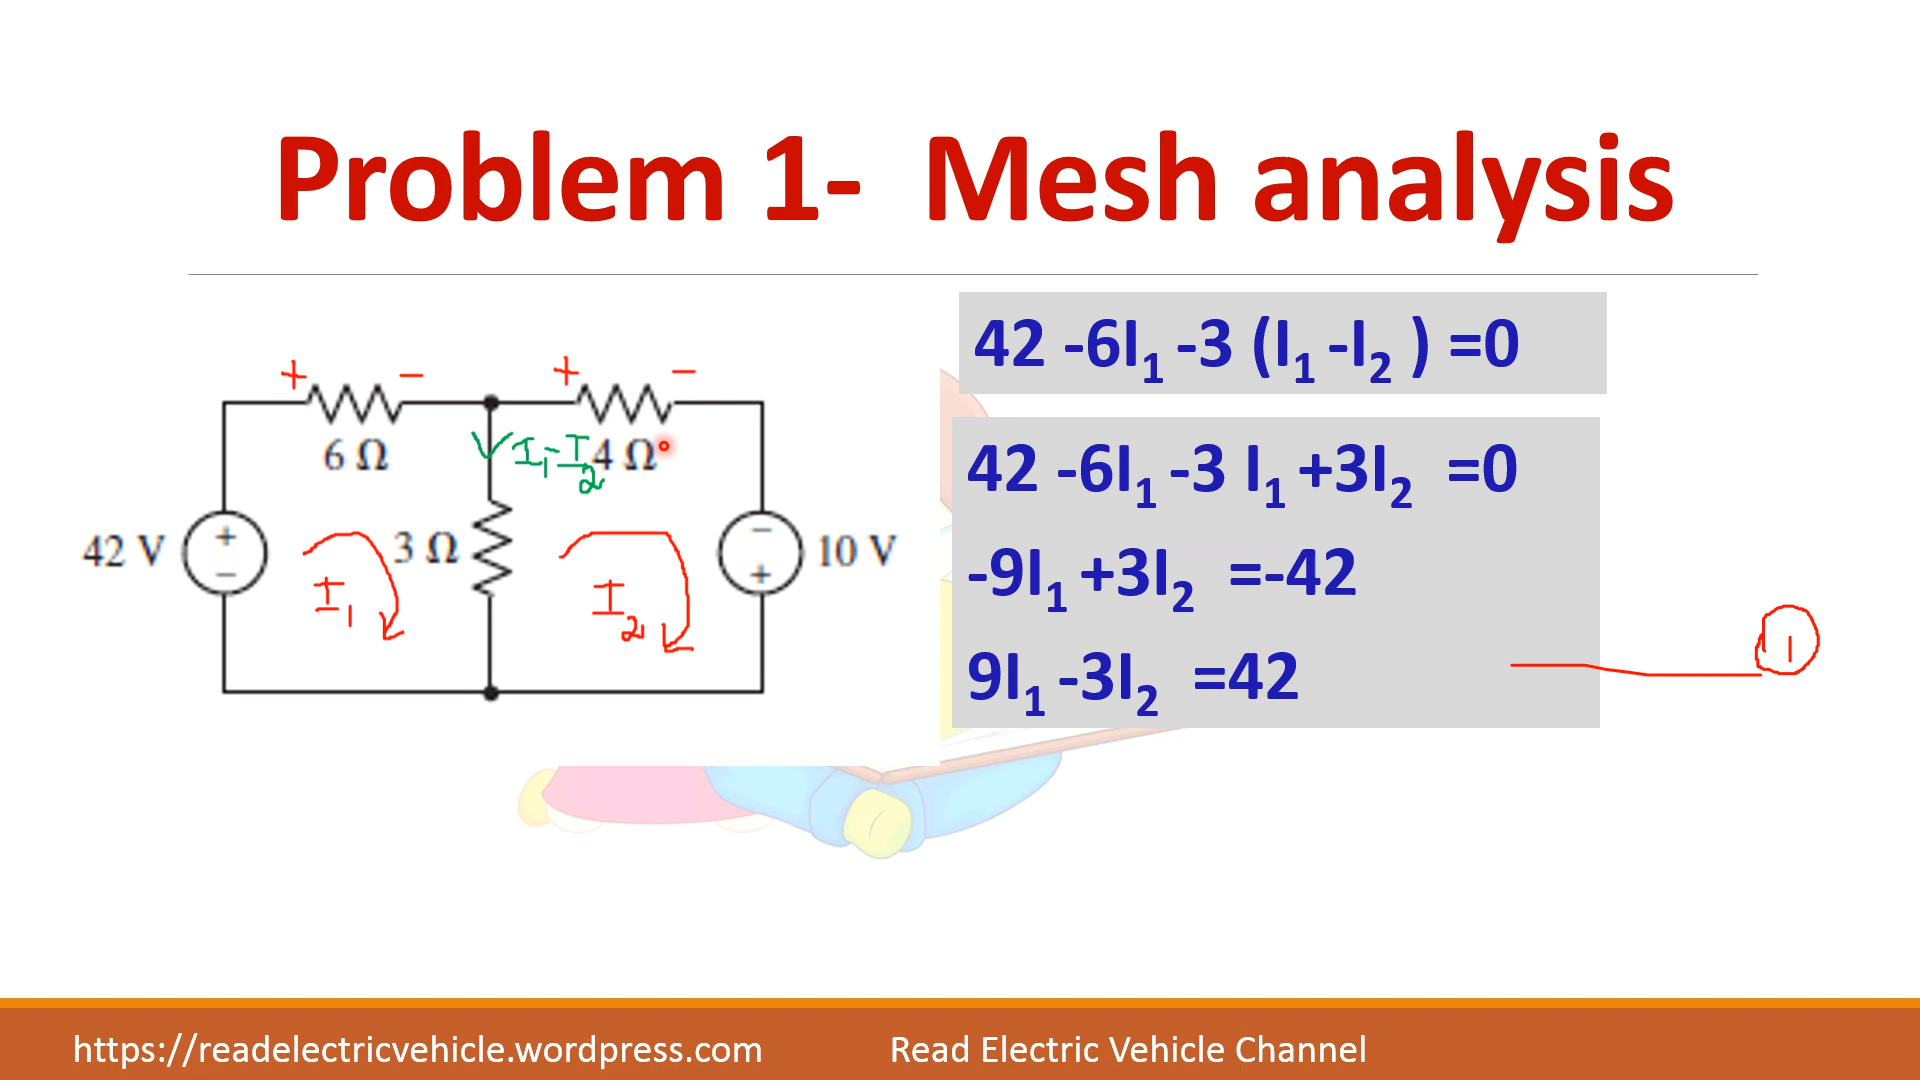 Problem 1- Mesh analysis
42 -6I₁ -3 (I₁ -I₂ ) =0
+ - + -
6 Ω I₁-I₂ 4 Ω
42 -6I₁ -3 I₁ +3I₂ =0
42 V + - 3 Ω - + 10 V
-9I₁ +3I₂ =-42
I₁ I₂
9I₁ -3I₂ =42 1
https://readelectricvehicle.wordpress.com Read Electric Vehicle Channel